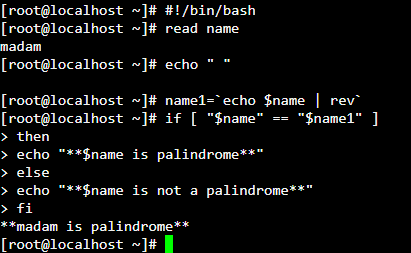 [root@localhost ~]# #!/bin/bash
[root@localhost ~]# read name
madam
[root@localhost ~]# echo " "

[root@localhost ~]# name1=`echo $name | rev`
[root@localhost ~]# if [ "$name" == "$name1" ]
> then
> echo "**$name is palindrome**"
> else
> echo "**$name is not a palindrome**"
> fi
**madam is palindrome**
[root@localhost ~]#